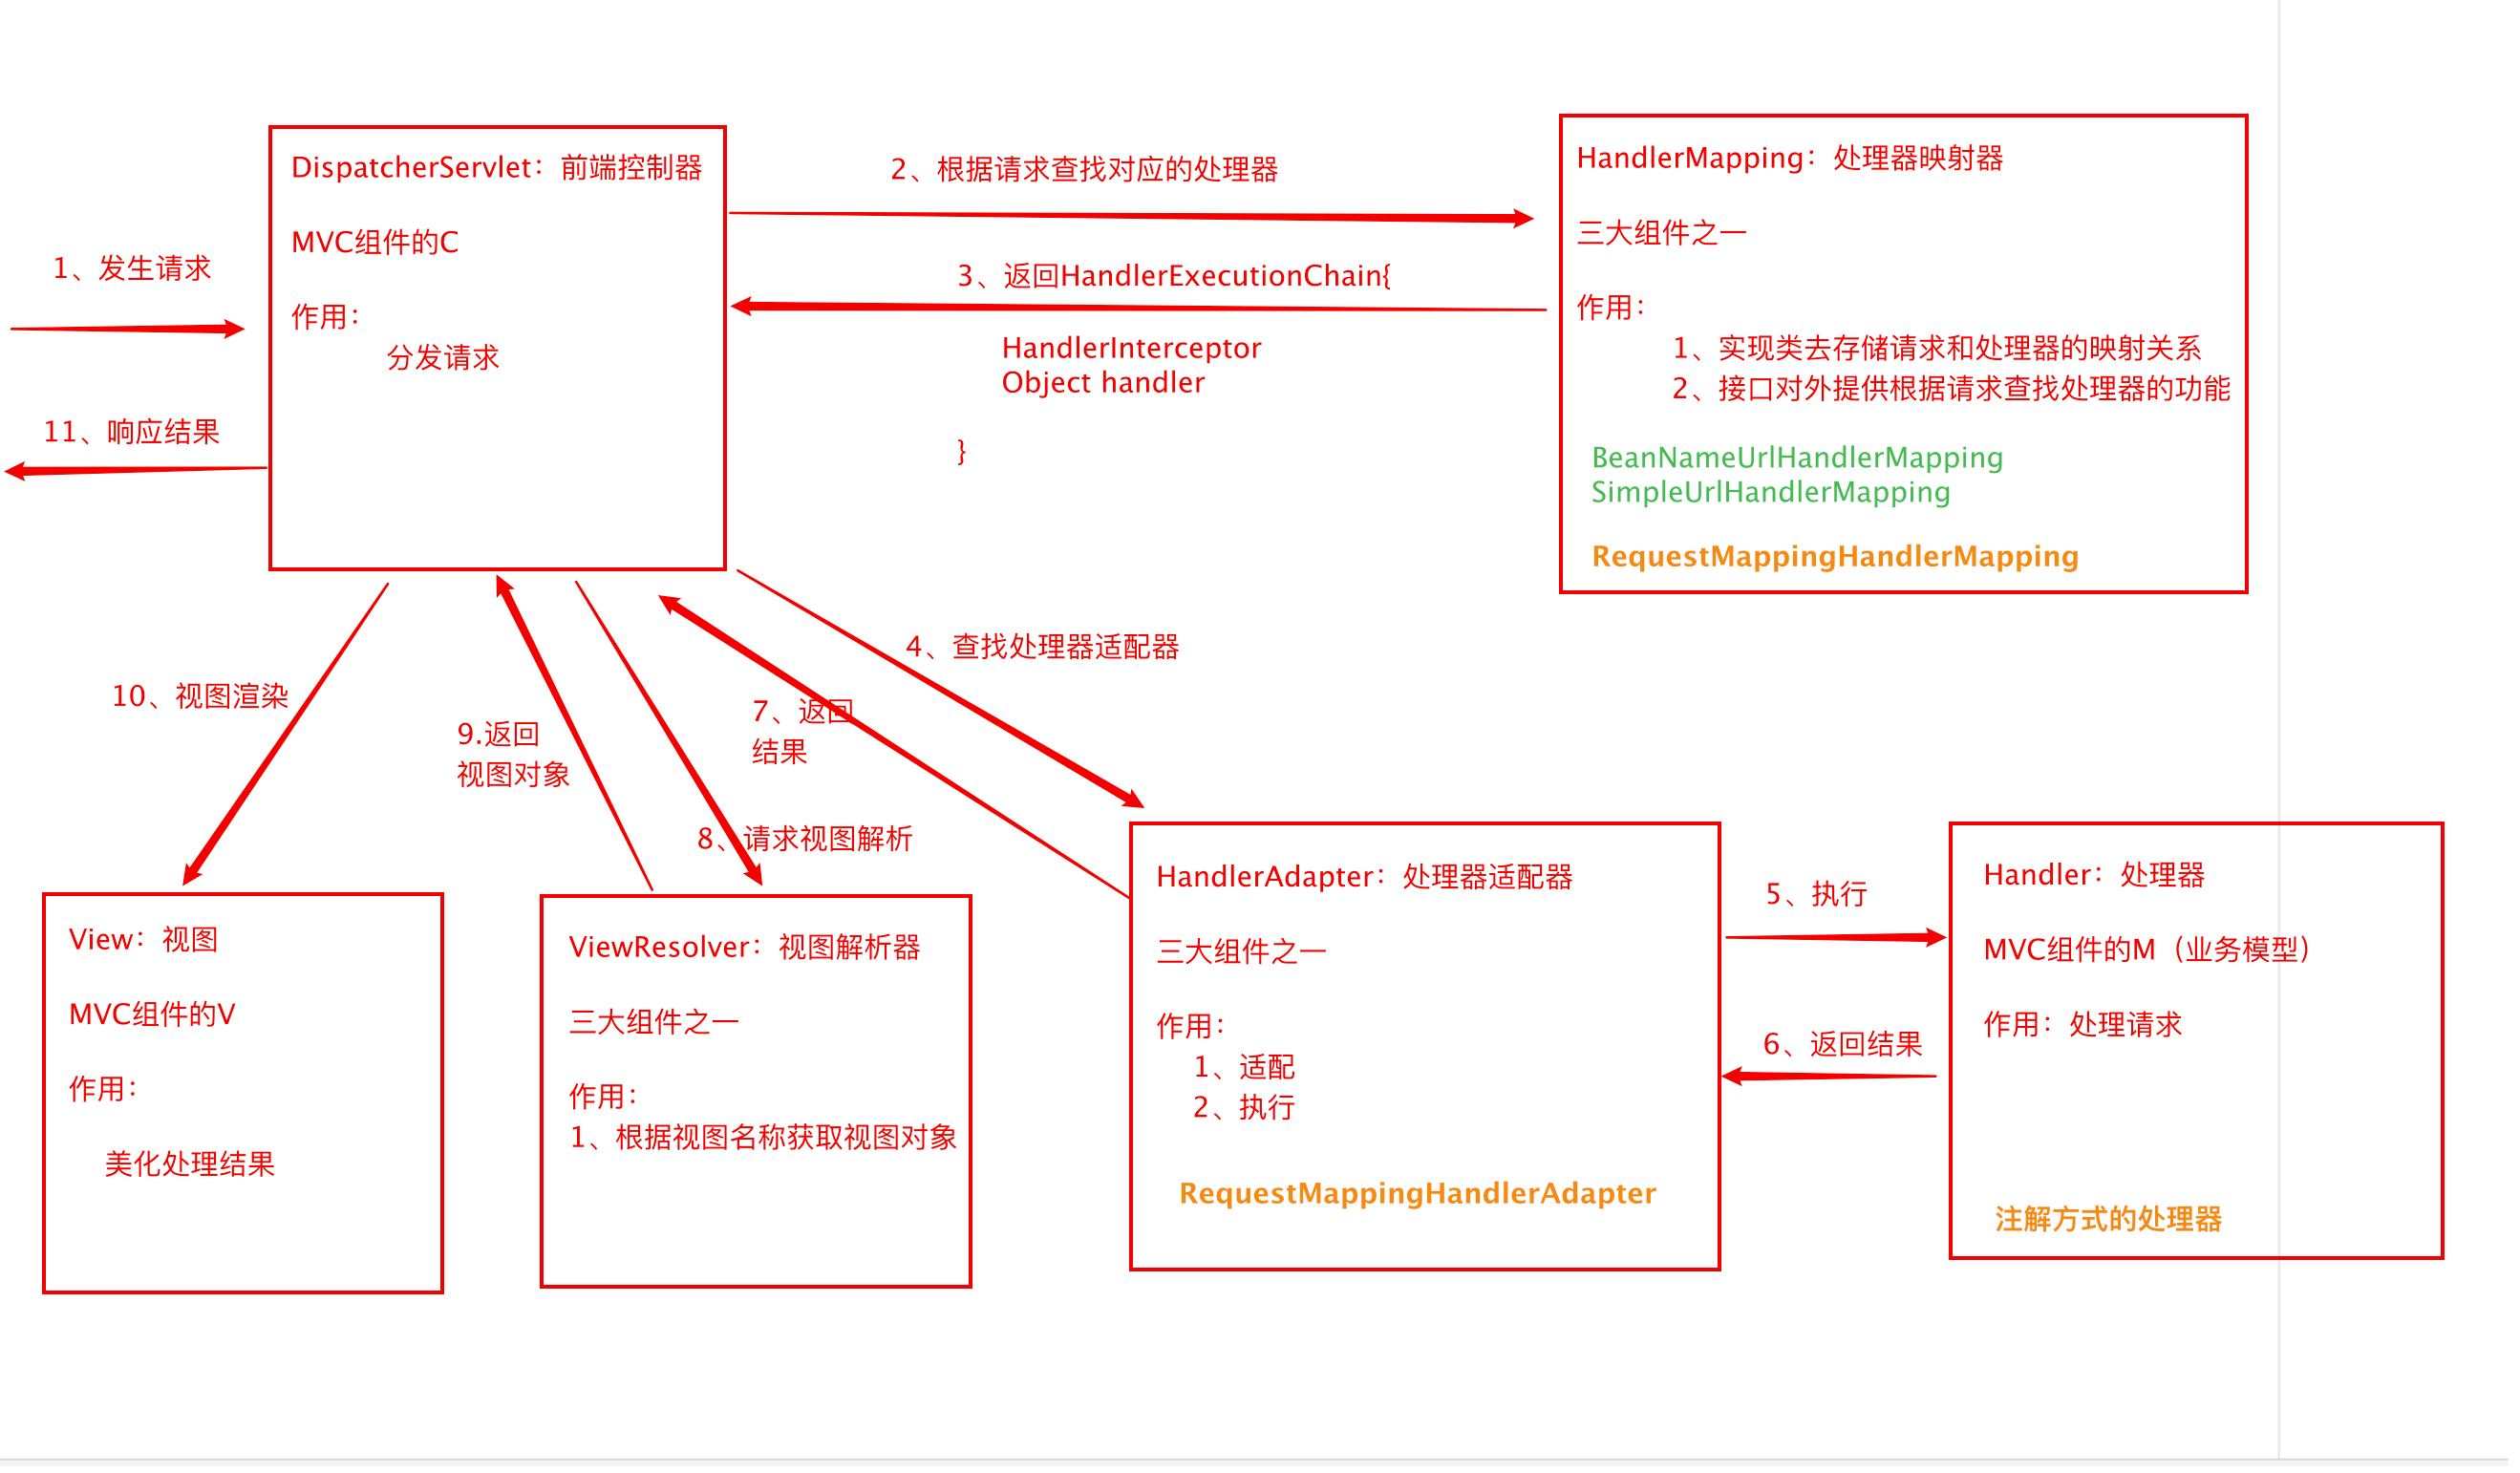 DispatcherServlet：前端控制器
MVC组件的C
作用：
分发请求
1、发生请求
11、响应结果
2、根据请求查找对应的处理器
3、返回HandlerExecutionChain{
HandlerInterceptor
Object handler
}
HandlerMapping：处理器映射器
三大组件之一
作用：
1、实现类去存储请求和处理器的映射关系
2、接口对外提供根据请求查找处理器的功能
BeanNameUrlHandlerMapping
SimpleUrlHandlerMapping
RequestMappingHandlerMapping
4、查找处理器适配器
7、返回
结果
10、视图渲染
9.返回
视图对象
8、请求视图解析
View：视图
MVC组件的V
作用：
美化处理结果
ViewResolver：视图解析器
三大组件之一
作用：
1、根据视图名称获取视图对象
HandlerAdapter：处理器适配器
三大组件之一
作用：
1、适配
2、执行
RequestMappingHandlerAdapter
5、执行
6、返回结果
Handler：处理器
MVC组件的M（业务模型）
作用：处理请求
注解方式的处理器